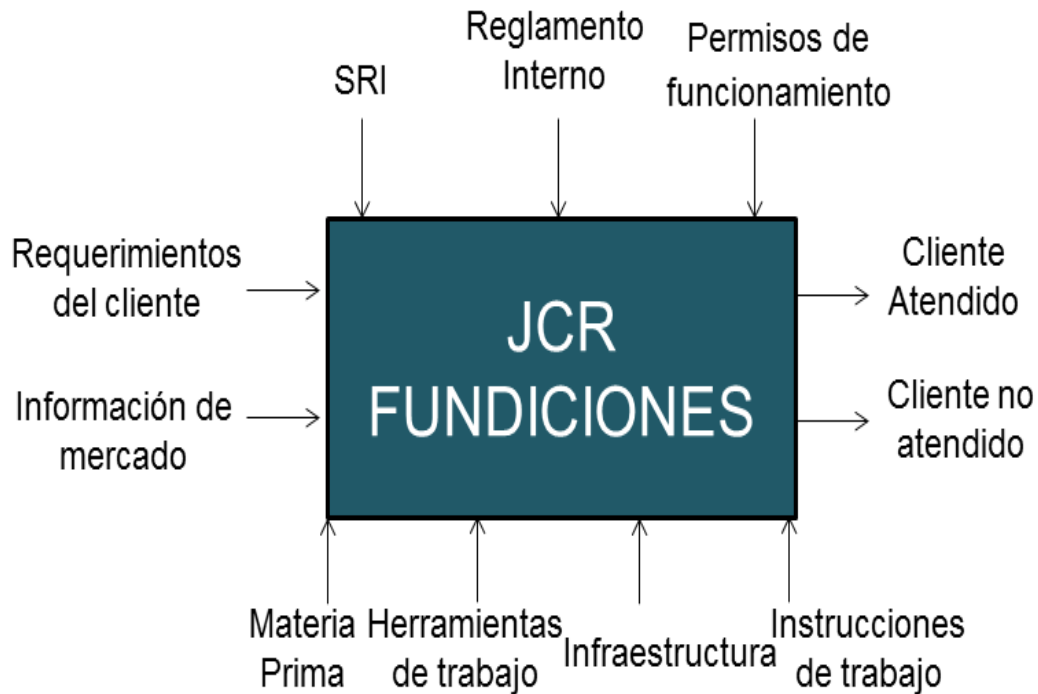 SRI
Reglamento
Interno
Permisos de
funcionamiento
Requerimientos
del cliente
Información de
mercado
JCR
FUNDICIONES
Cliente
Atendido
Cliente no
atendido
Materia
Prima
Herramientas
de trabajo
Infraestructura
Instrucciones
de trabajo